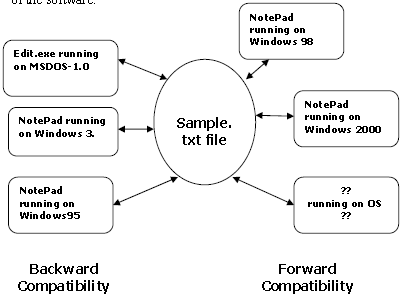 of the software.
NotePad
running on
Windows 98
Edit.exe running
on MSDOS-1.0
NotePad
running on
Windows 2000
NotePad running
on Windows 3.
Sample.
txt file
NotePad
running on
Windows95
??
running on OS
??
Backward
Compatibility
Forward
Compatibility